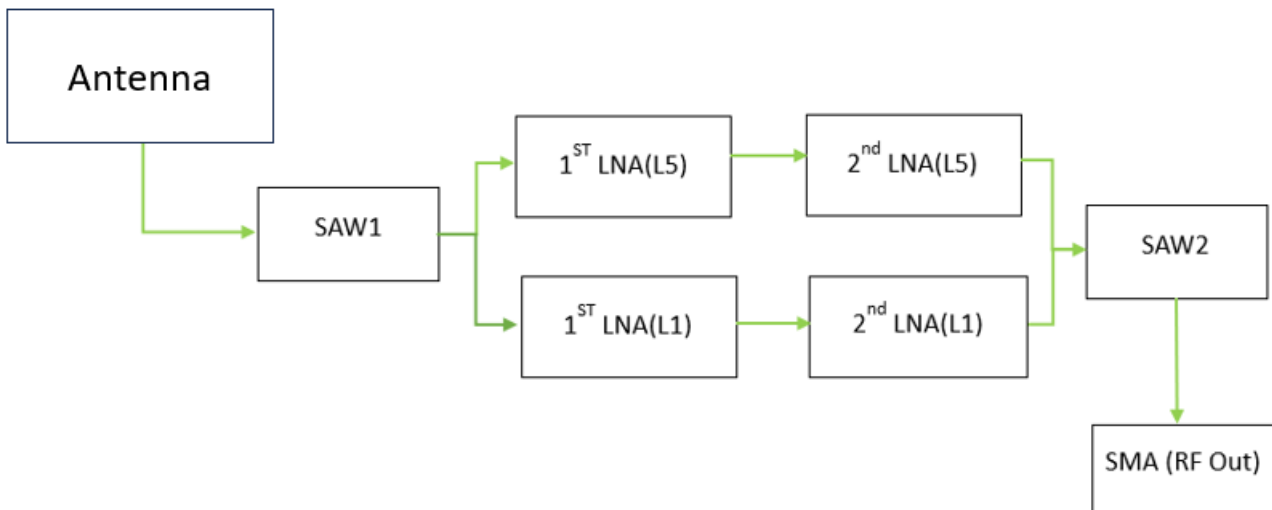 Antenna
SAW1
1ST LNA(L5)
2nd LNA(L5)
1ST LNA(L1)
2nd LNA(L1)
SAW2
SMA (RF Out)